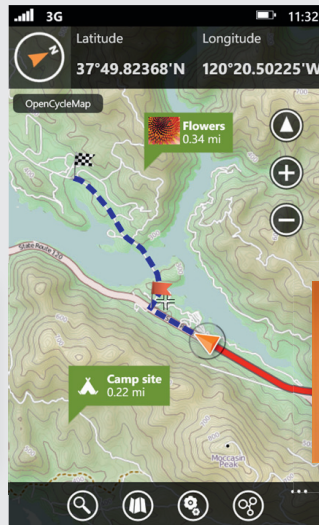 3G
11:32
Latitude
Longitude
37°49.82368'N
120°20.50225'W
OpenCycleMap
Flowers
0.34 mi
State Route 120
Camp site
0.22 mi
Moccasin
Peak